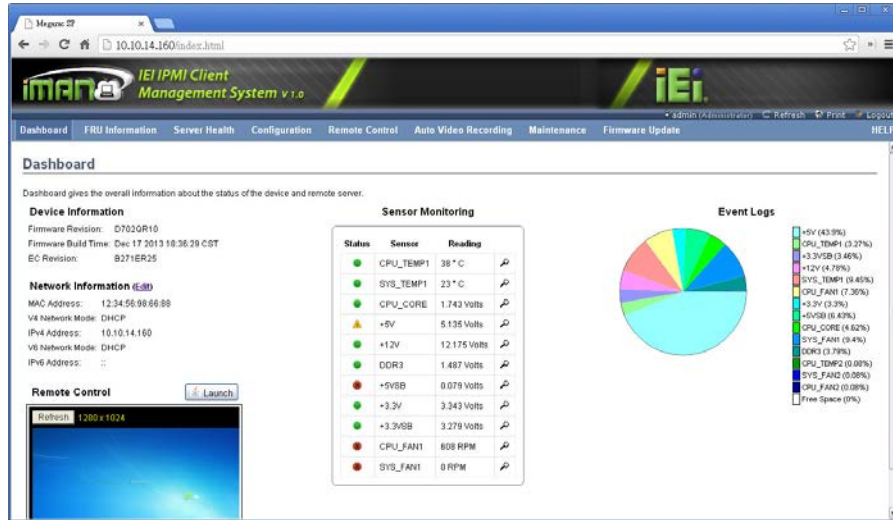 Megarac SP
10.10.14.160/index.html
iMAN
IEI IPMI Client
Management System v 1.0
iEi
admin (Administrator) Refresh Print Logout
Dashboard FRU Information Server Health Configuration Remote Control Auto Video Recording Maintenance Firmware Update HELP
Dashboard
Dashboard gives the overall information about the status of the device and remote server.
Device Information
Firmware Revision: D702QR10
Firmware Build Time: Dec 17 2013 16:36:29 CST
EC Revision: B271ER25
Network Information (Edit)
MAC Address: 12:34:56:98:66:88
V4 Network Mode: DHCP
IPv4 Address: 10.10.14.160
V6 Network Mode: DHCP
IPv6 Address: ::
Remote Control Launch
Refresh 1280 x 1024
Sensor Monitoring
Status Sensor Reading
CPU_TEMP1 38 ° C
SYS_TEMP1 23 ° C
CPU_CORE 1.743 Volts
+5V 5.135 Volts
+12V 12.175 Volts
DDR3 1.487 Volts
+5VSB 0.079 Volts
+3.3V 3.343 Volts
+3.3VSB 3.279 Volts
CPU_FAN1 608 RPM
SYS_FAN1 0 RPM
Event Logs
+5V (43.9%)
CPU_TEMP1 (3.27%)
+3.3VSB (3.46%)
+12V (4.78%)
SYS_TEMP1 (9.45%)
CPU_FAN1 (7.36%)
+3.3V (3.3%)
+5VSB (6.43%)
CPU_CORE (4.62%)
SYS_FAN1 (9.4%)
DDR3 (3.79%)
CPU_TEMP2 (0.08%)
SYS_FAN2 (0.08%)
CPU_FAN2 (0.08%)
Free Space (0%)